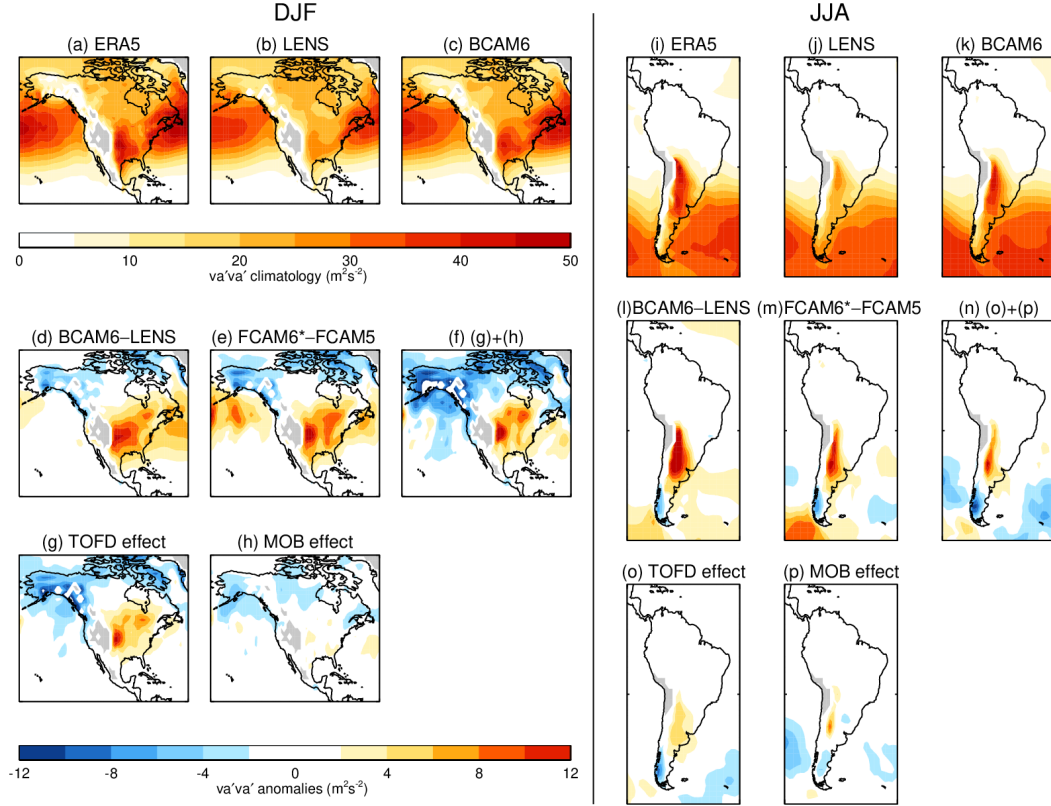 DJF
JJA
(a) ERA5
(b) LENS
(c) BCAM6
0 10 20 30 40 50
va′va′ climatology (m²s⁻²)
(d) BCAM6–LENS
(e) FCAM6*–FCAM5
(f) (g)+(h)
(g) TOFD effect
(h) MOB effect
-12 -8 -4 0 4 8 12
va′va′ anomalies (m²s⁻²)
(i) ERA5
(j) LENS
(k) BCAM6
(l)BCAM6–LENS
(m)FCAM6*–FCAM5
(n) (o)+(p)
(o) TOFD effect
(p) MOB effect